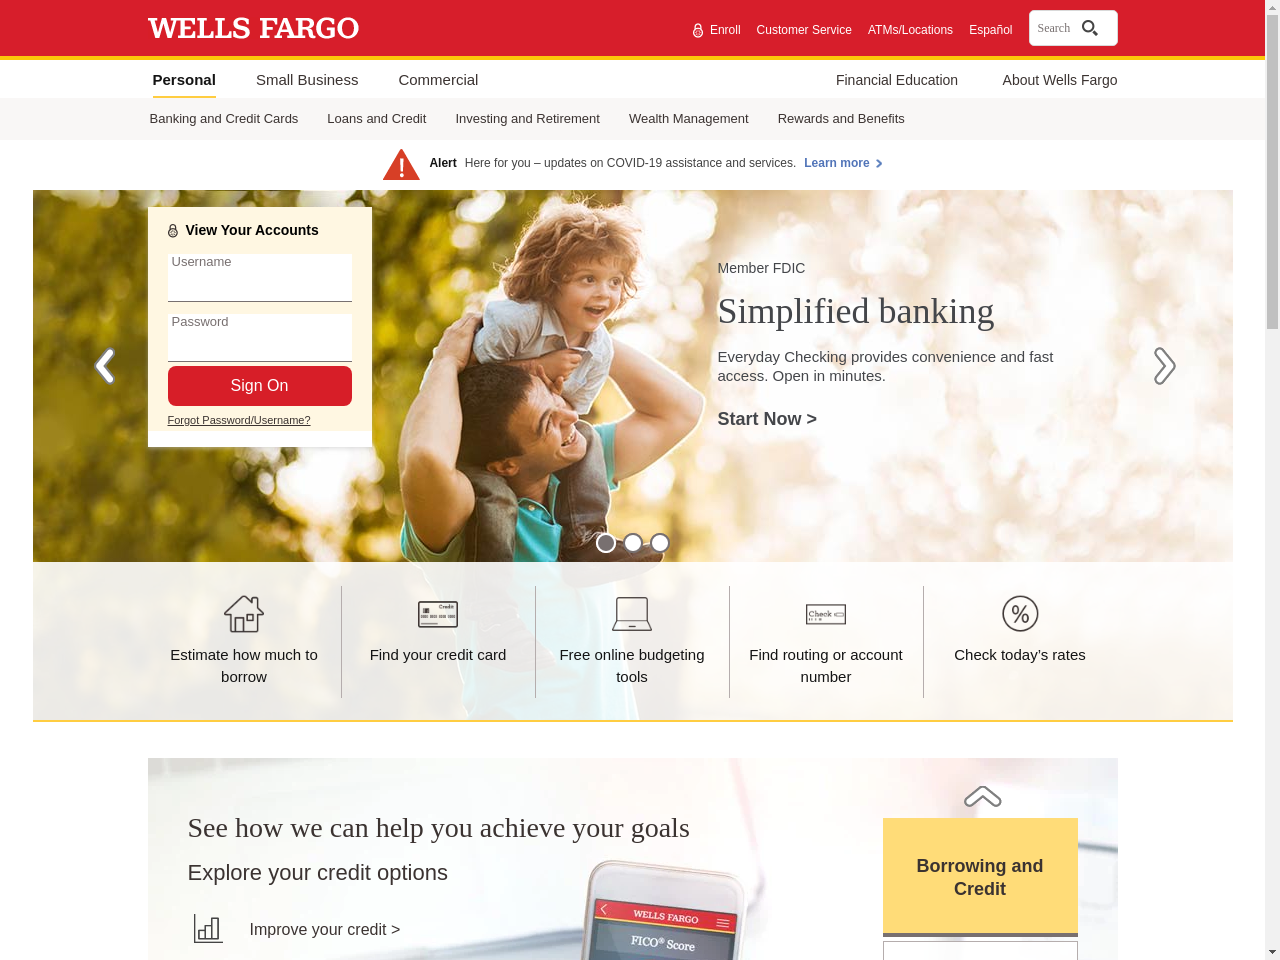 WELLS FARGO
Enroll
Customer Service
ATMs/Locations
Español
Search
Personal
Small Business
Commercial
Financial Education
About Wells Fargo
Banking and Credit Cards
Loans and Credit
Investing and Retirement
Wealth Management
Rewards and Benefits
Alert Here for you – updates on COVID-19 assistance and services. Learn more
View Your Accounts
Username
Password
Sign On
Forgot Password/Username?
Member FDIC
Simplified banking
Everyday Checking provides convenience and fast
access. Open in minutes.
Start Now >
Credit
Check
%
Estimate how much to
borrow
Find your credit card
Free online budgeting
tools
Find routing or account
number
Check today’s rates
See how we can help you achieve your goals
Explore your credit options
Improve your credit >
WELLS FARGO
FICO® Score
Borrowing and
Credit